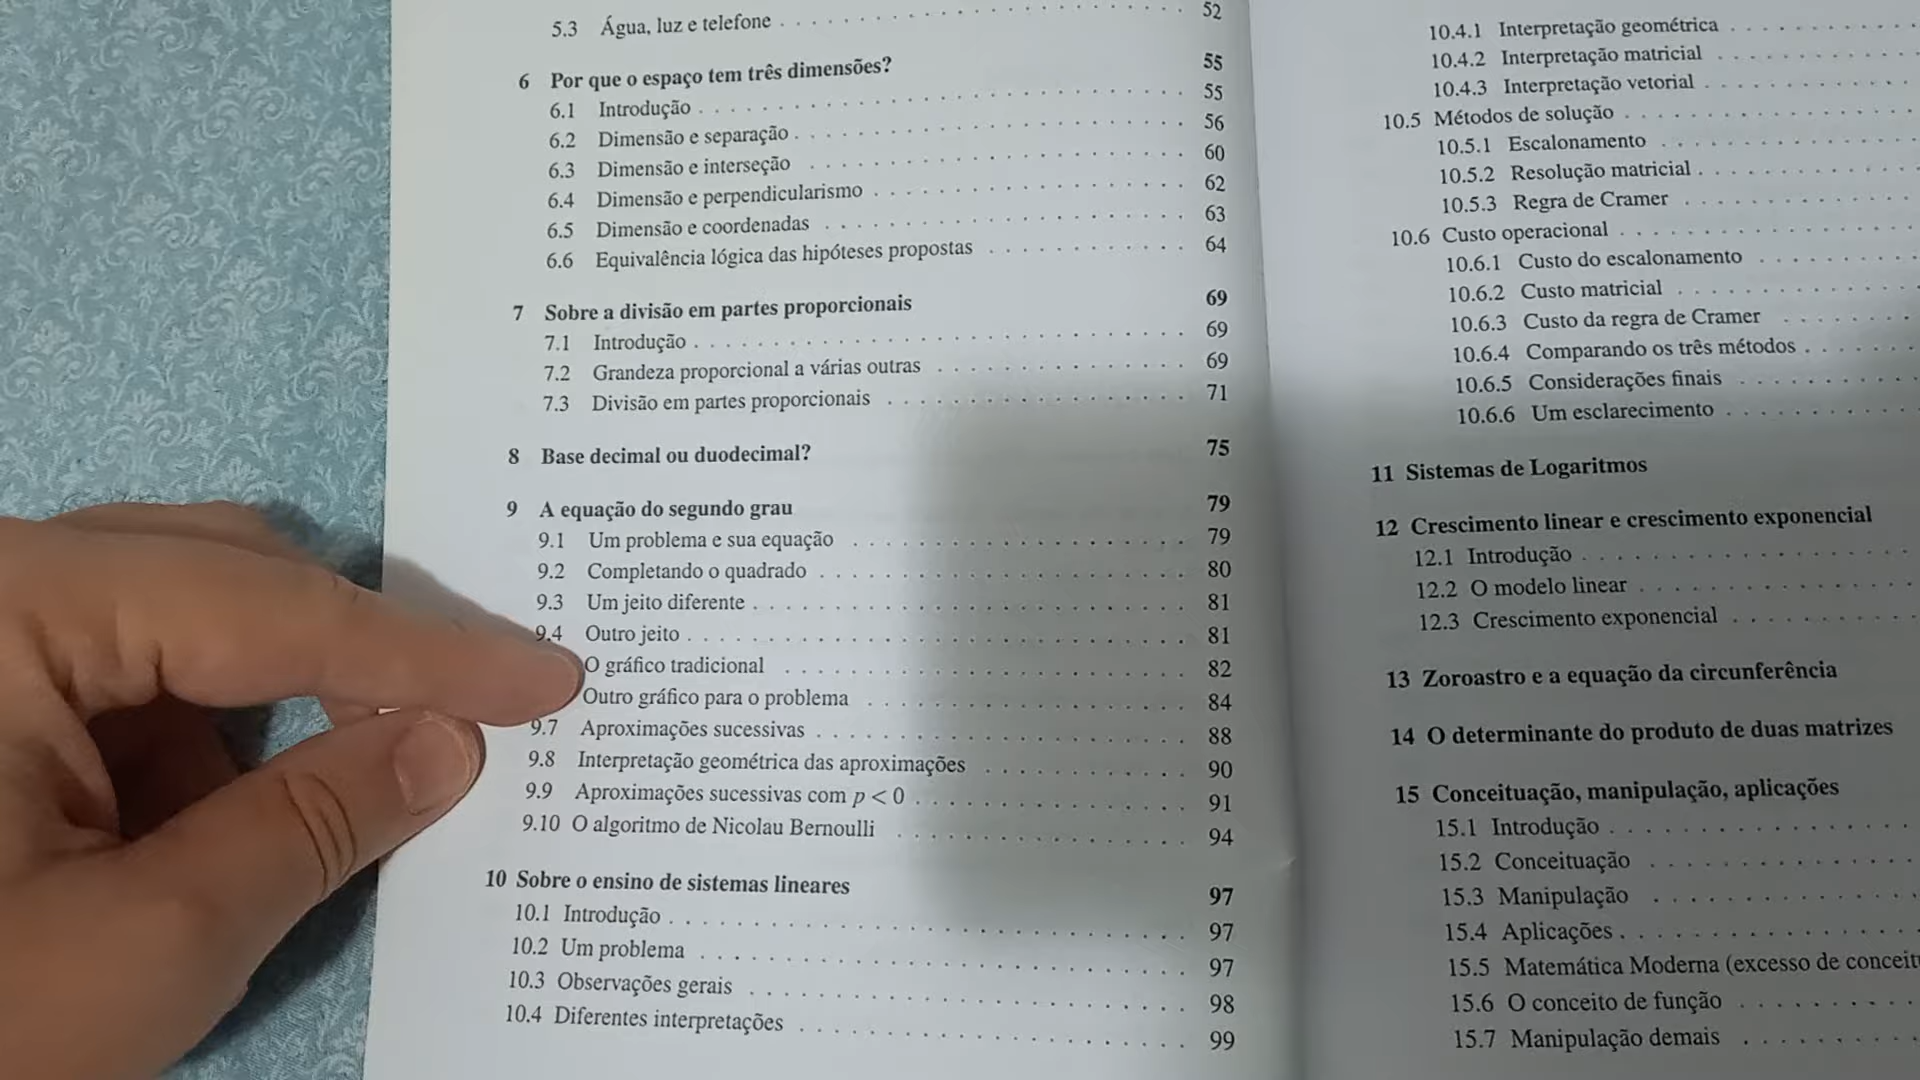 5.3 Água, luz e telefone . . . . . . . . . . . . . . . . . . . . 52
6 Por que o espaço tem três dimensões? 55
6.1 Introdução . . . . . . . . . . . . . . . . . . . . 55
6.2 Dimensão e separação . . . . . . . . . . . . . . . . . . . . 56
6.3 Dimensão e interseção . . . . . . . . . . . . . . . . . . . . 60
6.4 Dimensão e perpendicularismo . . . . . . . . . . . . . . . . . 62
6.5 Dimensão e coordenadas . . . . . . . . . . . . . . . . . . . 63
6.6 Equivalência lógica das hipóteses propostas . . . . . . . . . . 64
7 Sobre a divisão em partes proporcionais 69
7.1 Introdução . . . . . . . . . . . . . . . . . . . . 69
7.2 Grandeza proporcional a várias outras . . . . . . . . . . . . . 69
7.3 Divisão em partes proporcionais . . . . . . . . . . . . . . . . 71
8 Base decimal ou duodecimal? 75
9 A equação do segundo grau 79
9.1 Um problema e sua equação . . . . . . . . . . . . . . . . . 79
9.2 Completando o quadrado . . . . . . . . . . . . . . . . . . . 80
9.3 Um jeito diferente . . . . . . . . . . . . . . . . . . . . 81
9.4 Outro jeito . . . . . . . . . . . . . . . . . . . . 81
O gráfico tradicional . . . . . . . . . . . . . . . . . . . . 82
Outro gráfico para o problema . . . . . . . . . . . . . . . . 84
9.7 Aproximações sucessivas . . . . . . . . . . . . . . . . . . . 88
9.8 Interpretação geométrica das aproximações . . . . . . . . . . 90
9.9 Aproximações sucessivas com p < 0 . . . . . . . . . . . . . . 91
9.10 O algoritmo de Nicolau Bernoulli . . . . . . . . . . . . . . . 94
10 Sobre o ensino de sistemas lineares 97
10.1 Introdução . . . . . . . . . . . . . . . . . . . . 97
10.2 Um problema . . . . . . . . . . . . . . . . . . . . 97
10.3 Observações gerais . . . . . . . . . . . . . . . . . . . . 98
10.4 Diferentes interpretações . . . . . . . . . . . . . . . . . . . 99
10.4.1 Interpretação geométrica . . . . . . . . . .
10.4.2 Interpretação matricial . . . . . . . . . .
10.4.3 Interpretação vetorial . . . . . . . . . .
10.5 Métodos de solução . . . . . . . . . . . . . .
10.5.1 Escalonamento . . . . . . . . . . . .
10.5.2 Resolução matricial . . . . . . . . . .
10.5.3 Regra de Cramer . . . . . . . . . . .
10.6 Custo operacional . . . . . . . . . . . . . .
10.6.1 Custo do escalonamento . . . . . . . .
10.6.2 Custo matricial . . . . . . . . . . . .
10.6.3 Custo da regra de Cramer . . . . . . .
10.6.4 Comparando os três métodos . . . . . .
10.6.5 Considerações finais . . . . . . . . .
10.6.6 Um esclarecimento . . . . . . . . . .
11 Sistemas de Logaritmos
12 Crescimento linear e crescimento exponencial
12.1 Introdução . . . . . . . . . . . . . . . .
12.2 O modelo linear . . . . . . . . . . . . . .
12.3 Crescimento exponencial . . . . . . . . . .
13 Zoroastro e a equação da circunferência
14 O determinante do produto de duas matrizes
15 Conceituação, manipulação, aplicações
15.1 Introdução . . . . . . . . . . . . . . .
15.2 Conceituação . . . . . . . . . . . . . .
15.3 Manipulação . . . . . . . . . . . . . .
15.4 Aplicações . . . . . . . . . . . . . . .
15.5 Matemática Moderna (excesso de
15.6 O conceito de função . . . . . . . . . .
15.7 Manipulação demais . . . . . . . . . .